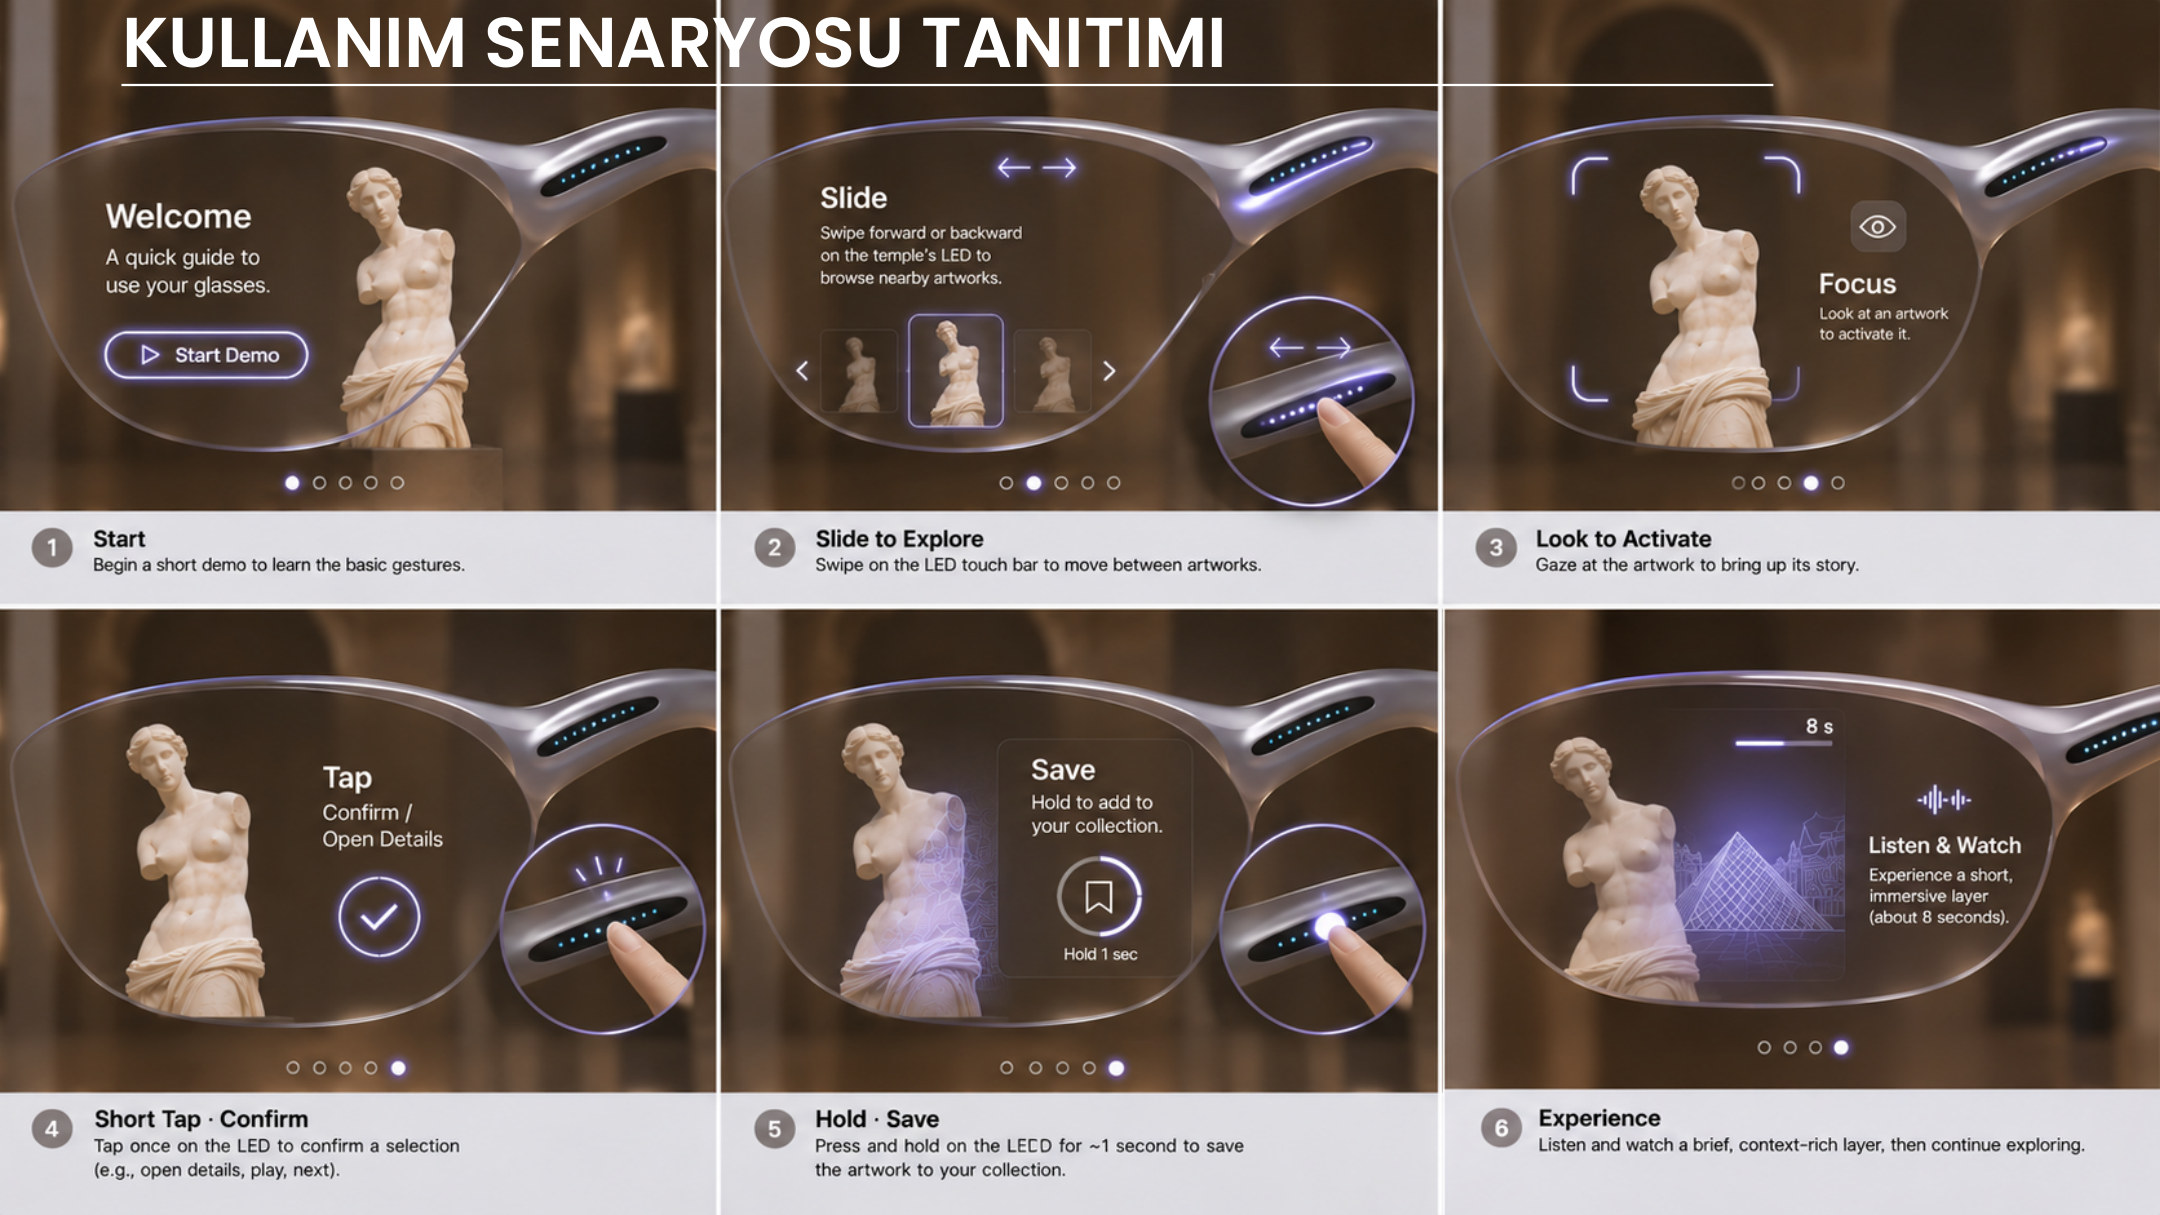 KULLANIM SENARYOSU TANITIMI
Welcome
A quick guide to
use your glasses.
Start Demo
1
Start
Begin a short demo to learn the basic gestures.
Slide
Swipe forward or backward
on the temple's LED to
browse nearby artworks.
2
Slide to Explore
Swipe on the LED touch bar to move between artworks.
Focus
Look at an artwork
to activate it.
3
Look to Activate
Gaze at the artwork to bring up its story.
Tap
Confirm /
Open Details
4
Short Tap · Confirm
Tap once on the LED to confirm a selection
(e.g., open details, play, next).
Save
Hold to add to
your collection.
Hold 1 sec
5
Hold · Save
Press and hold on the LECD for ~1 second to save
the artwork to your collection.
8 s
Listen & Watch
Experience a short,
immersive layer
(about 8 seconds).
6
Experience
Listen and watch a brief, context-rich layer, then continue exploring.